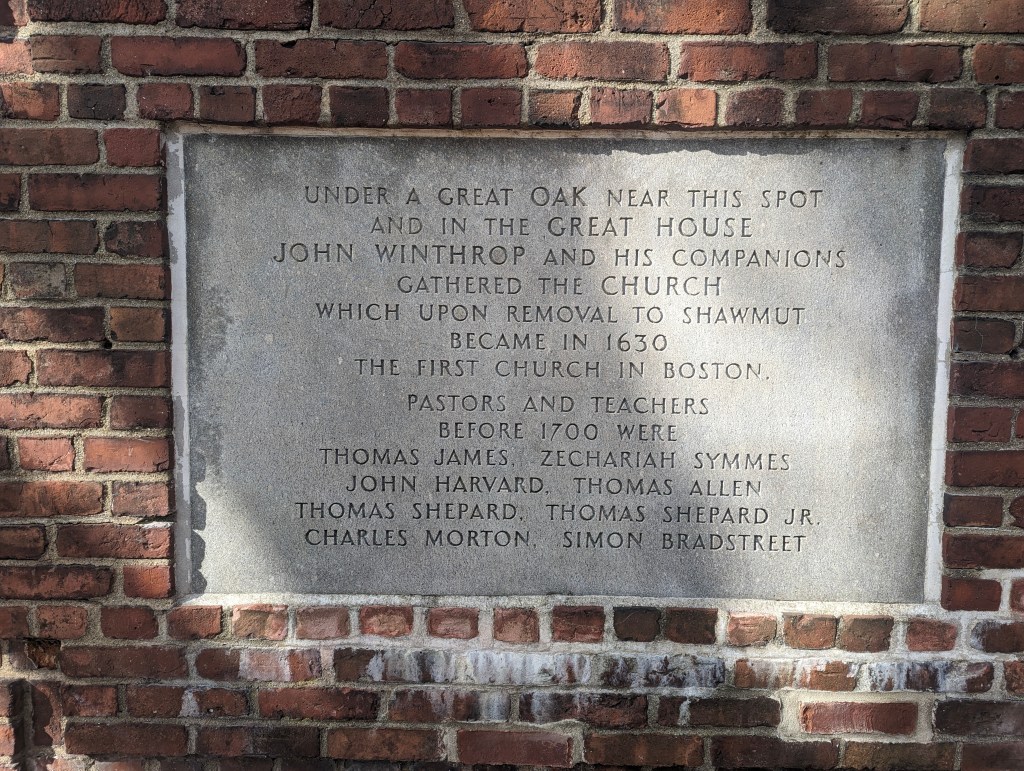 UNDER A GREAT OAK NEAR THIS SPOT
AND IN THE GREAT HOUSE
JOHN WINTHROP AND HIS COMPANIONS
GATHERED THE CHURCH
WHICH UPON REMOVAL TO SHAWMUT
BECAME IN 1630
THE FIRST CHURCH IN BOSTON.
PASTORS AND TEACHERS
BEFORE 1700 WERE
THOMAS JAMES, ZECHARIAH SYMMES
JOHN HARVARD, THOMAS ALLEN
THOMAS SHEPARD, THOMAS SHEPARD JR.
CHARLES MORTON, SIMON BRADSTREET